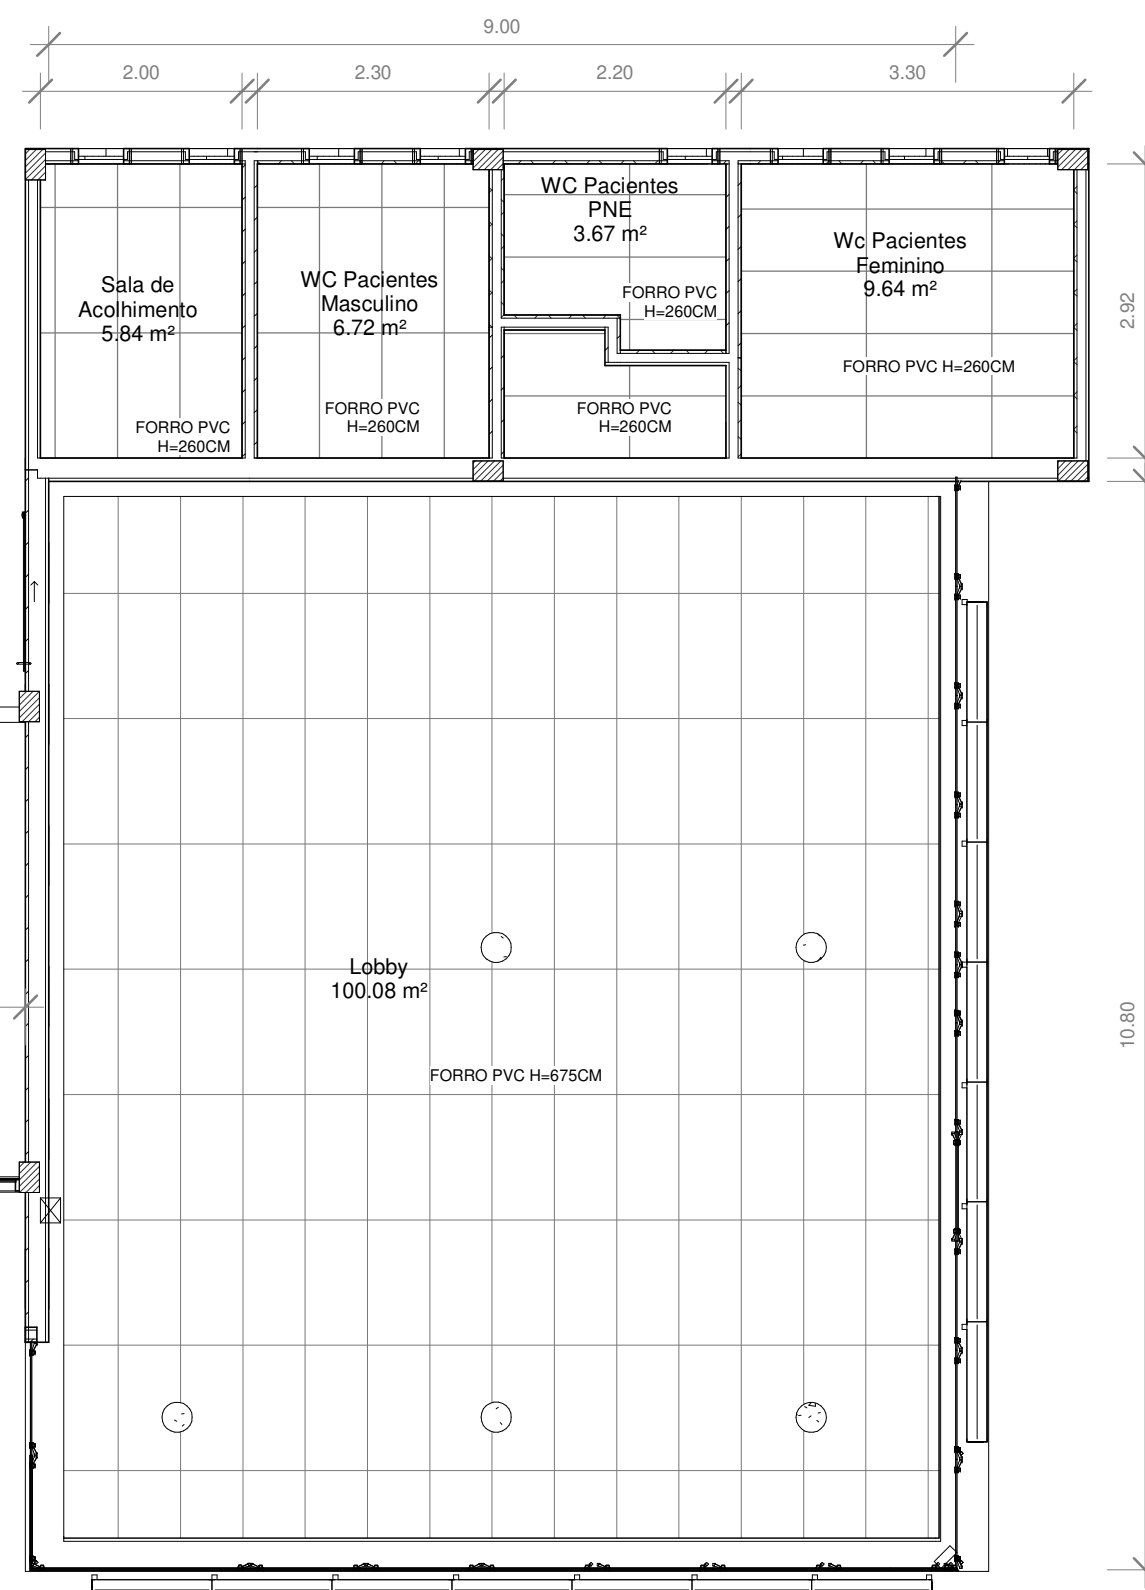 9.00
2.00
2.30
2.20
3.30
WC Pacientes
PNE
3.67 m²
FORRO PVC
H=260CM
Wc Pacientes
Feminino
9.64 m²
FORRO PVC H=260CM
Sala de
Acolhimento
5.84 m²
FORRO PVC
H=260CM
WC Pacientes
Masculino
6.72 m²
FORRO PVC
H=260CM
FORRO PVC
H=260CM
2.92
Lobby
100.08 m²
FORRO PVC H=675CM
10.80